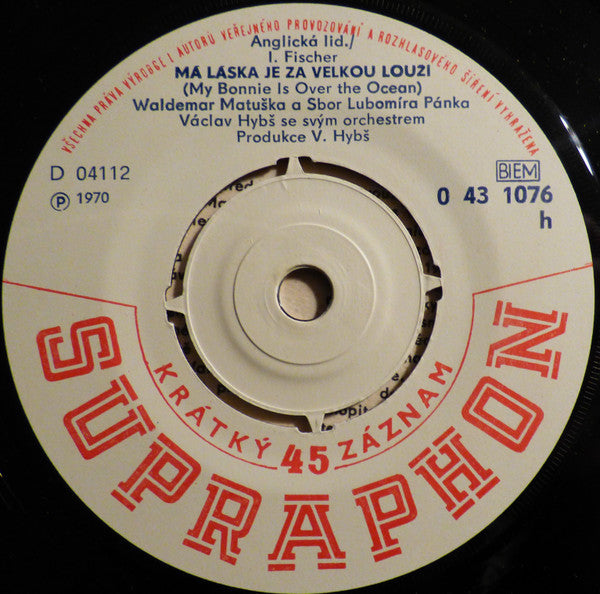 VŠECHNA PRÁVA VÝROBCE I AUTORŮ VEŘEJNÉHO PROVOZOVÁNÍ A ROZHLASOVÉHO ŠÍŘENÍ VYHRAŽENA
Anglická lid./
I. Fischer
MÁ LÁSKA JE ZA VELKOU LOUŽÍ
(My Bonnie Is Over the Ocean)
Waldemar Matuška a Sbor Lubomíra Pánka
Václav Hybš se svým orchestrem
Produkce V. Hybš
D 04112
Ⓟ 1970
BIEM
0 43 1076
h
KRÁTKÝ 45 ZÁZNAM
SUPRAPHON